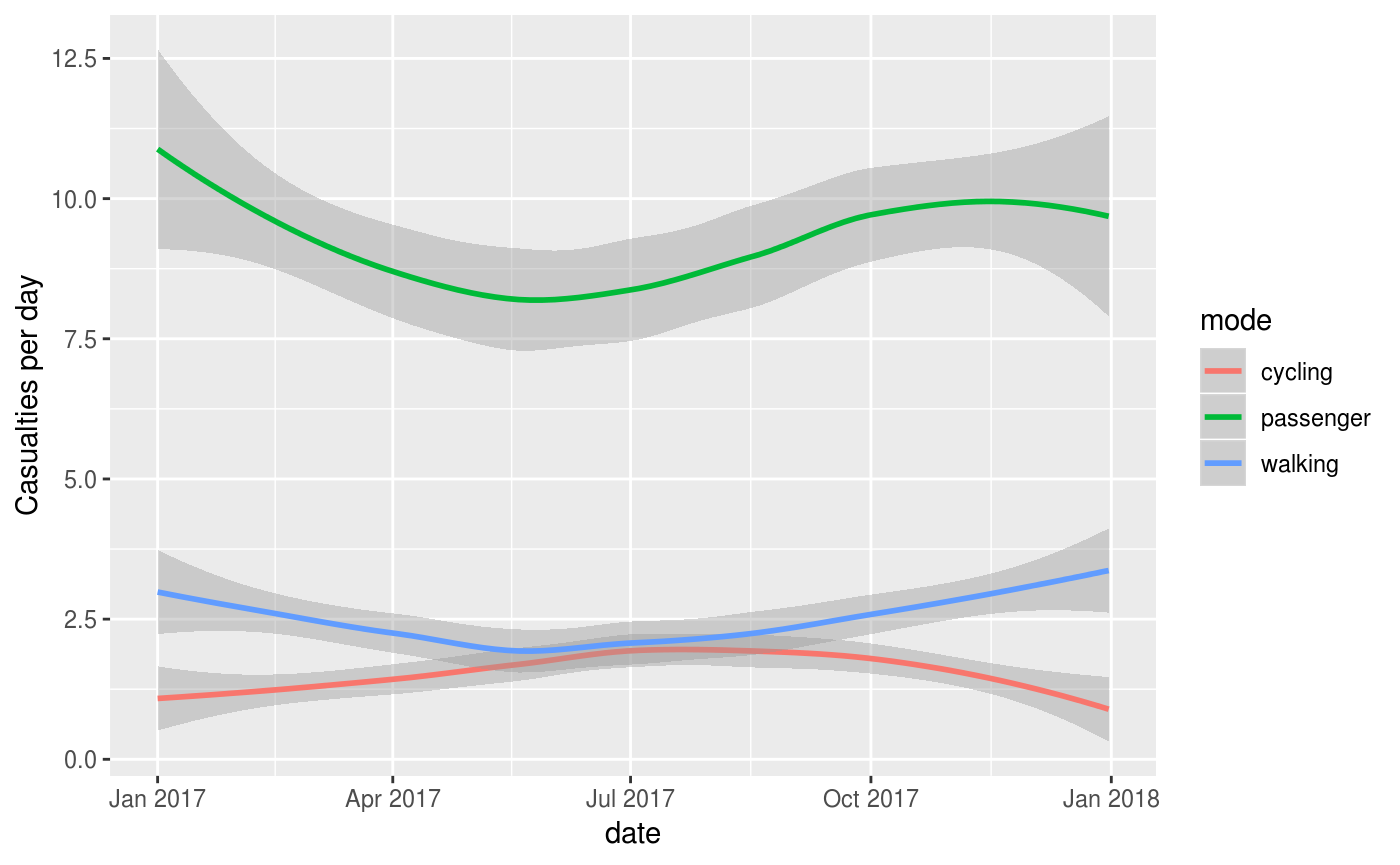 Casualties per day
12.5
10.0
7.5
5.0
2.5
0.0
Jan 2017 Apr 2017 Jul 2017 Oct 2017 Jan 2018
date
mode
cycling
passenger
walking